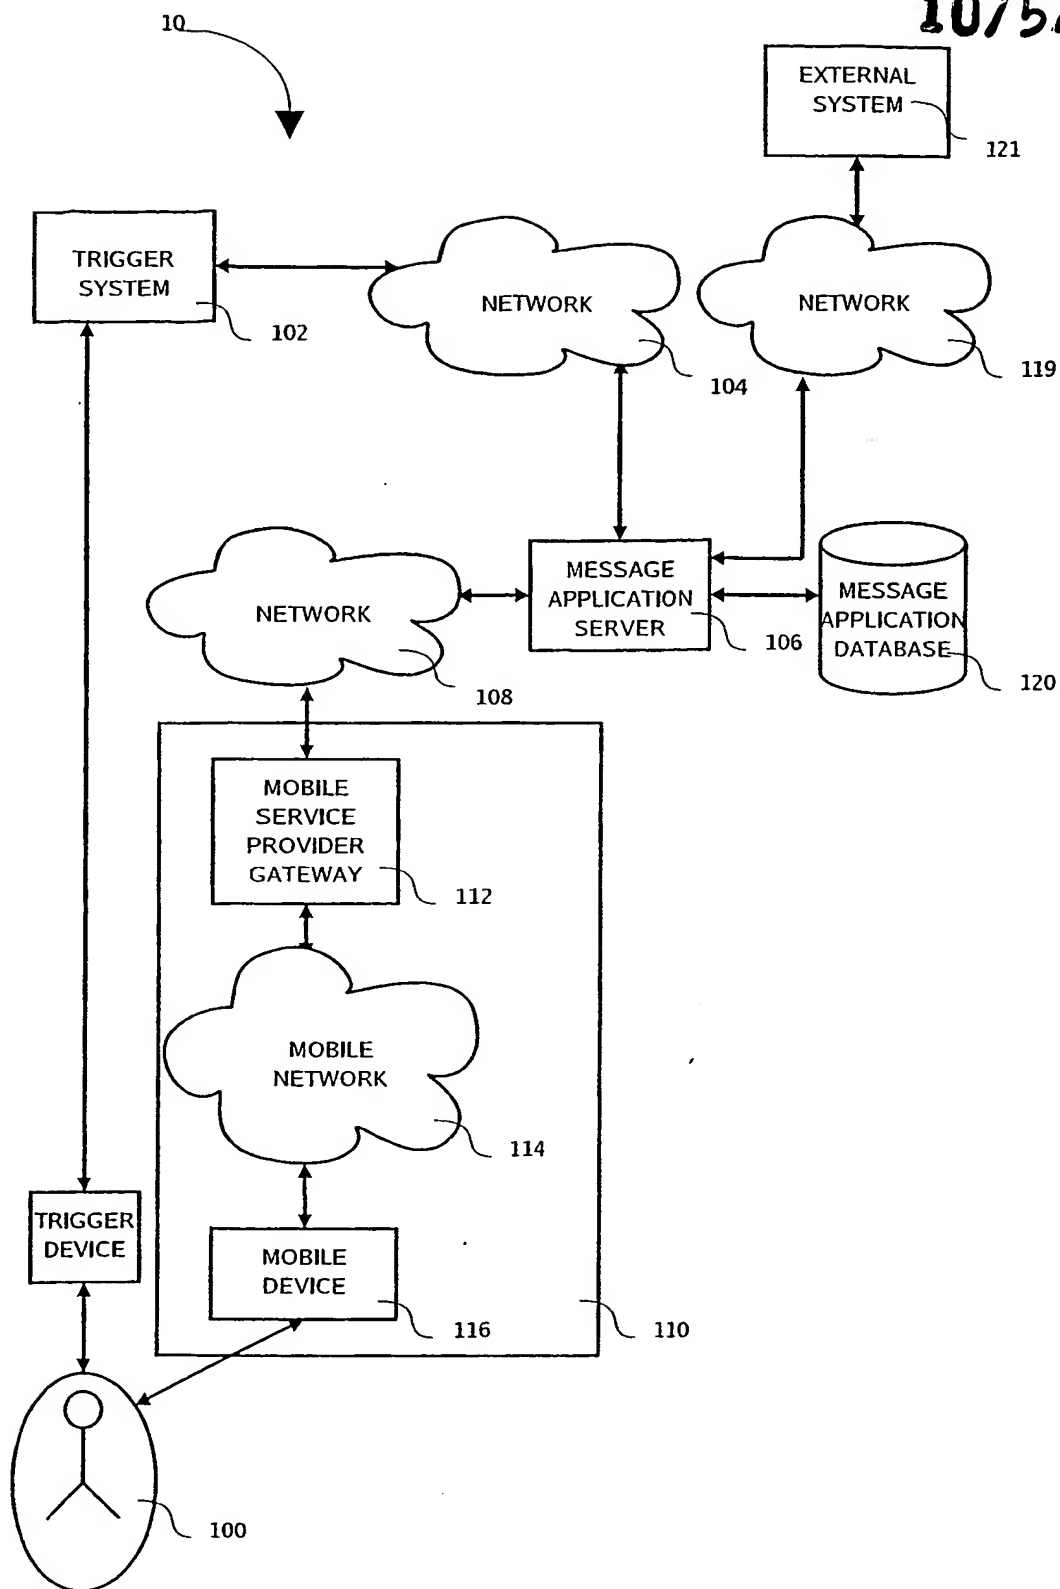 10
EXTERNAL
SYSTEM
121
TRIGGER
SYSTEM
102
NETWORK
104
NETWORK
119
MESSAGE
APPLICATION
SERVER
106
MESSAGE
APPLICATION
DATABASE
120
NETWORK
108
MOBILE
SERVICE
PROVIDER
GATEWAY
112
MOBILE
NETWORK
114
TRIGGER
DEVICE
MOBILE
DEVICE
116
110
100